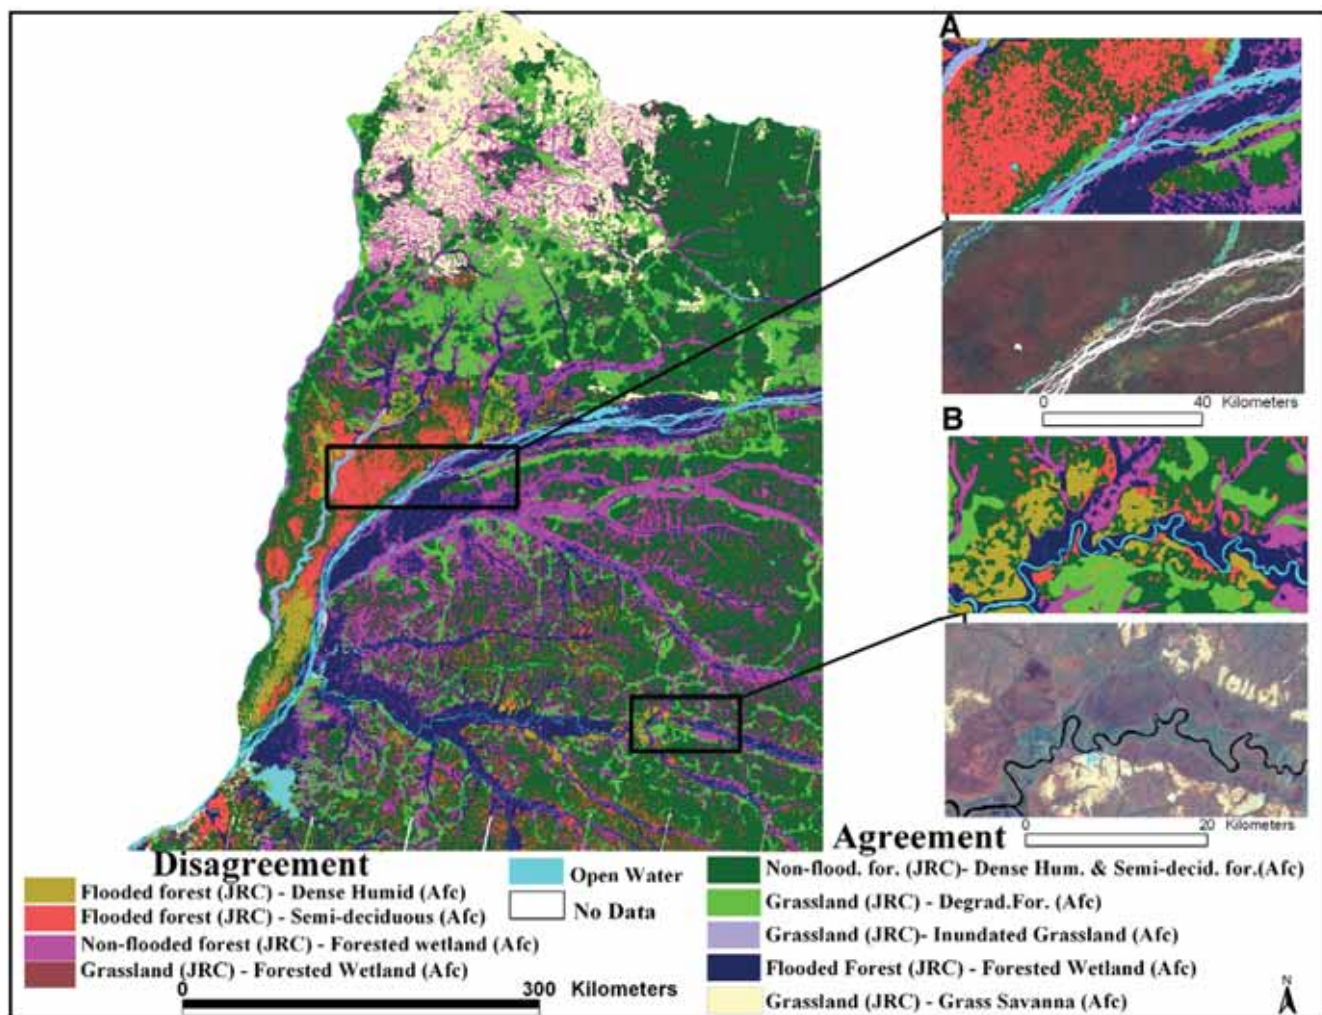 A
0 40 Kilometers
B
0 20 Kilometers
Disagreement
Flooded forest (JRC) - Dense Humid (Afc)
Flooded forest (JRC) - Semi-deciduous (Afc)
Non-flooded forest (JRC) - Forested wetland (Afc)
Grassland (JRC) - Forested Wetland (Afc)
Open Water
No Data
Agreement
Non-flood. for. (JRC)- Dense Hum. & Semi-decid. for.(Afc)
Grassland (JRC) - Degrad.For. (Afc)
Grassland (JRC)- Inundated Grassland (Afc)
Flooded Forest (JRC) - Forested Wetland (Afc)
Grassland (JRC) - Grass Savanna (Afc)
0 300 Kilometers
N